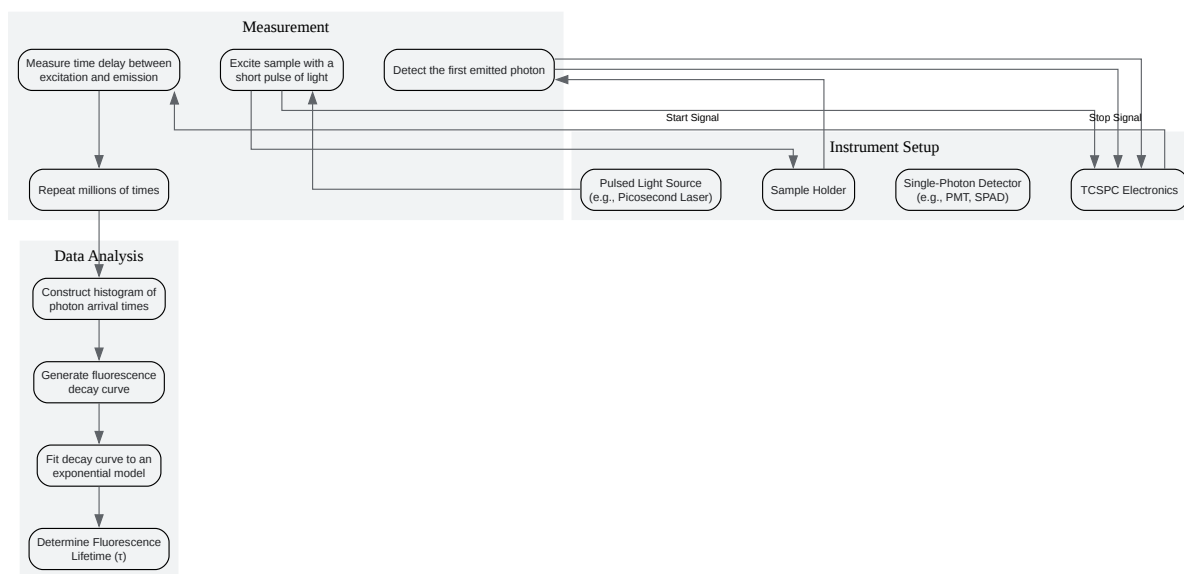 Measurement
Measure time delay between
excitation and emission
Excite sample with a
short pulse of light
Detect the first emitted photon
Start Signal
Stop Signal
Instrument Setup
Repeat millions of times
Pulsed Light Source
(e.g., Picosecond Laser)
Sample Holder
Single-Photon Detector
(e.g., PMT, SPAD)
TCSPC Electronics
Data Analysis
Construct histogram of
photon arrival times
Generate fluorescence
decay curve
Fit decay curve to an
exponential model
Determine Fluorescence
Lifetime (τ)